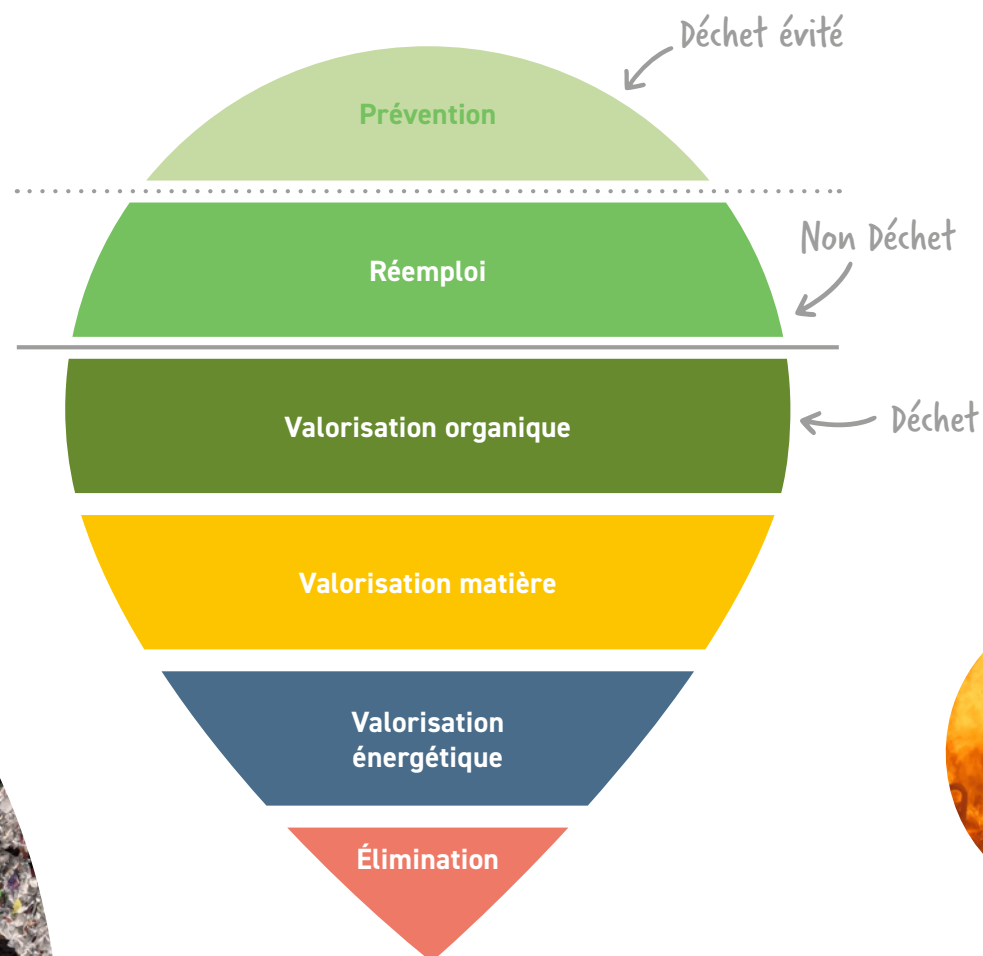 Déchet évité
Prévention
Non Déchet
Réemploi
Valorisation organique
Déchet
Valorisation matière
Valorisation
énergétique
Élimination